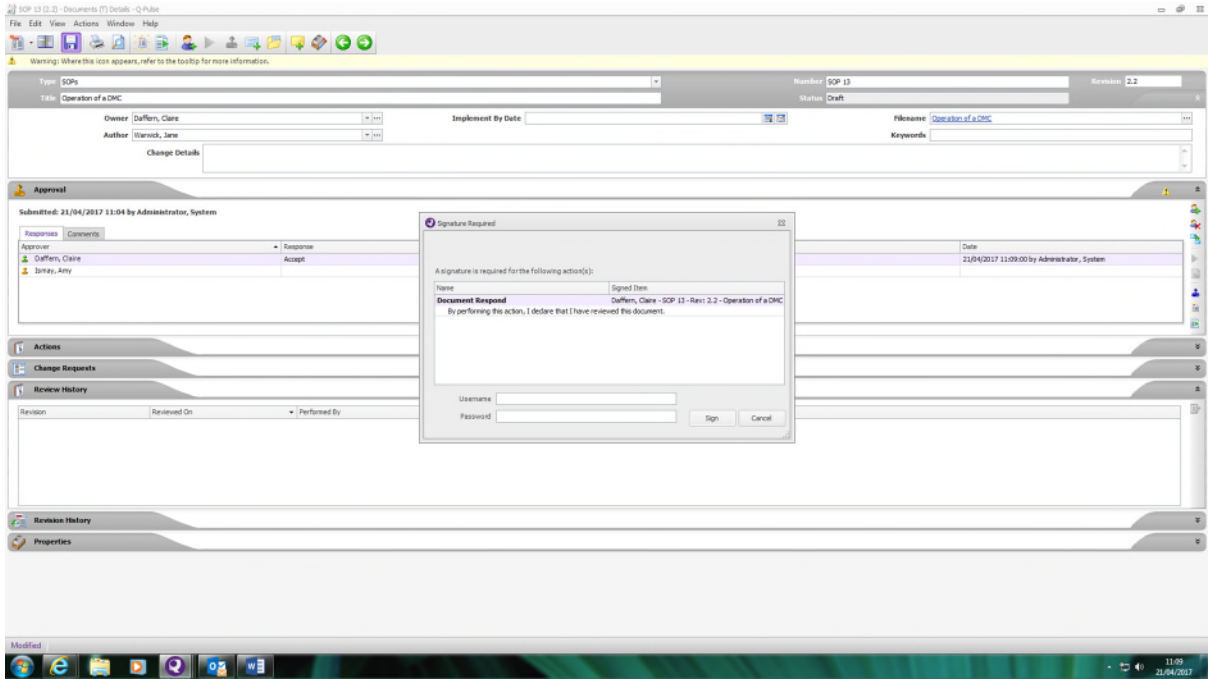 SOP 13 [2.2] - Documents (T) Details - Q-Pulse
File Edit View Actions Window Help
Warning: Where this icon appears, refer to the tooltip for more information.
Type SOPs Number SOP 13 Revision 2.2
Title Operation of a DMC Status Draft
Owner Daffern, Claire Implement By Date Filename Operation of a DMC
Author Warwick, Jane Keywords
Change Details
Approval
Submitted: 21/04/2017 11:04 by Administrator, System
Responses Comments
Approver Response Date
Daffern, Claire Accept 21/04/2017 11:09:00 by Administrator, System
Ismay, Amy
Signature Required
A signature is required for the following action(s):
Name Signed Item
Document Respond Daffern, Claire - SOP 13 - Rev: 2.2 - Operation of a DMC
By performing this action, I declare that I have reviewed this document.
Username
Password Sign Cancel
Actions
Change Requests
Review History
Revision Reviewed On Performed By
Revision History
Properties
Modified
11:09
21/04/2017